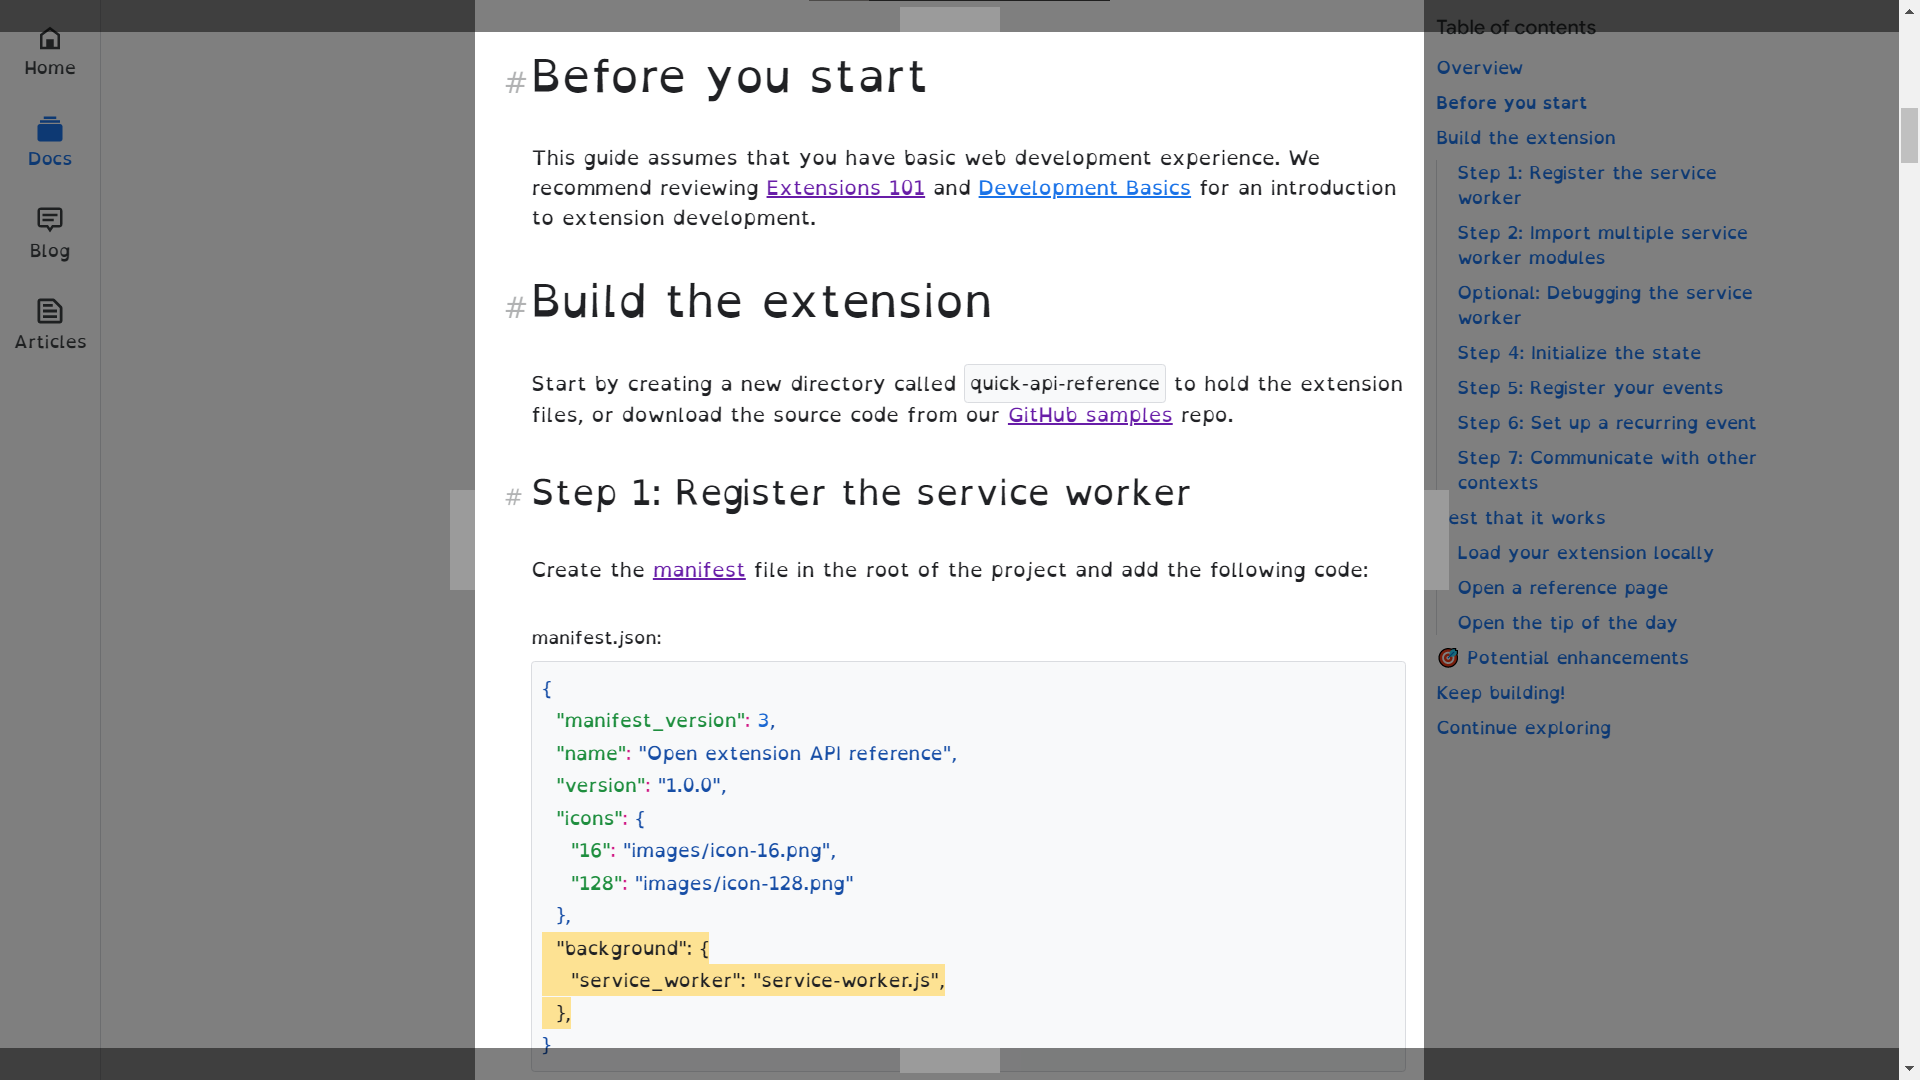 Home
Docs
Blog
Articles
# Before you start
This guide assumes that you have basic web development experience. We
recommend reviewing Extensions 101 and Development Basics for an introduction
to extension development.
# Build the extension
Start by creating a new directory called quick-api-reference to hold the extension
files, or download the source code from our GitHub samples repo.
# Step 1: Register the service worker
Create the manifest file in the root of the project and add the following code:
manifest.json:
{
"manifest_version": 3,
"name": "Open extension API reference",
"version": "1.0.0",
"icons": {
"16": "images/icon-16.png",
"128": "images/icon-128.png"
},
"background": {
"service_worker": "service-worker.js",
},
}
Table of contents
Overview
Before you start
Build the extension
Step 1: Register the service
worker
Step 2: Import multiple service
worker modules
Optional: Debugging the service
worker
Step 4: Initialize the state
Step 5: Register your events
Step 6: Set up a recurring event
Step 7: Communicate with other
contexts
est that it works
Load your extension locally
Open a reference page
Open the tip of the day
🎯 Potential enhancements
Keep building!
Continue exploring